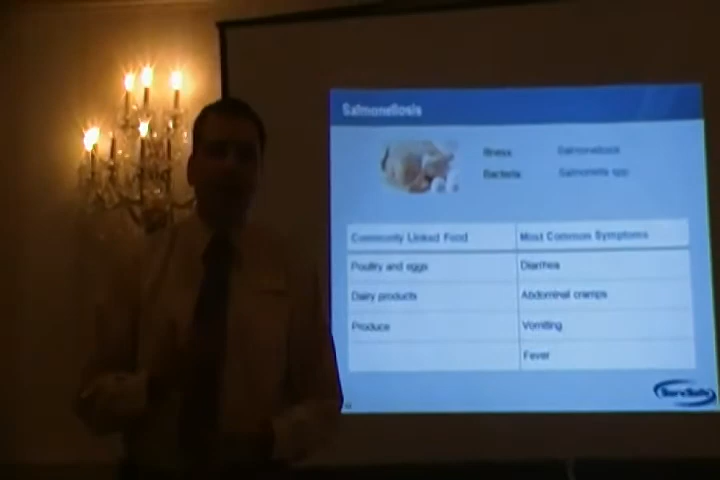 Salmonellosis
Illness Salmonellosis
Bacteria Salmonella spp
Commonly Linked Food Most Common Symptoms
Poultry and eggs Diarrhea
Dairy products Abdominal cramps
Produce Vomiting
Fever
ServSafe